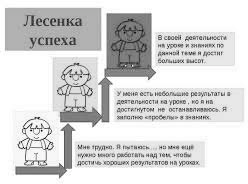 Лесенка
успеха
В своей деятельности
на уроке и знаниях по
данной теме я достиг
больших высот.
У меня есть небольшие результаты в
деятельности на уроке , но я на
достигнутом не останавливаюсь. Я
заполню «пробелы» в знаниях.
Мне трудно. Я пытаюсь…, но мне ещё
нужно много работать над тем, чтобы
достичь хороших результатов на уроках.